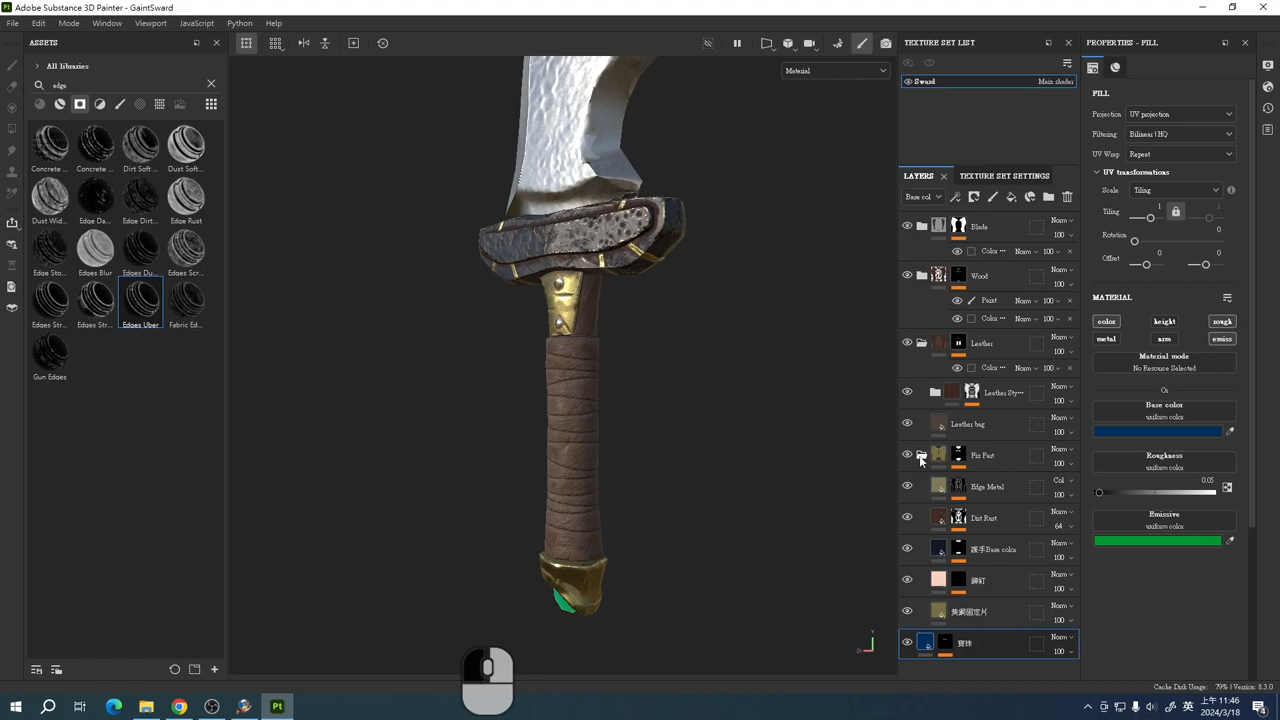 Adobe Substance 3D Painter - GaintSward
File Edit Mode Window Viewport JavaScript Python Help
ASSETS
All libraries
edge
Concrete ... Concrete ... Dirt Soft ... Dust Soft...
Dust Wid... Edge Da... Edge Dirt... Edge Rust
Edge Sto... Edges Blur Edges Du... Edges Scr...
Edges Str... Edges Str... Edges Uber Fabric Ed...
Gun Edges
Material
TEXTURE SET LIST
Sword Main shader
LAYERS TEXTURE SET SETTINGS
Base col
Blade Norm 100
Color ··· Norm 100
Wood Norm 100
Paint Norm 100
Color ··· Norm 100
Leather Norm 100
Color ··· Norm 100
Leather Sty··· Norm 100
Leather beg Norm 100
Fix Part Norm 100
Edge Metal Col 100
Dirt Rust Norm 64
護手Base color Norm 100
鉚釘 Norm 100
黃銅固定片 Norm 100
寶珠 Norm 100
PROPERTIES - FILL
FILL
Projection UV projection
Filtering Bilinear | HQ
UV Wrap Repeat
UV transformations
Scale Tiling
Tiling 1 1
Rotation 0
Offset 0 0
MATERIAL
color height rough
metal arm emiss
Material mode
No Resource Selected
Or
Base color
uniform color
Roughness
uniform color
0.05
Emissive
uniform color
Y
Cache Disk Usage: 79% | Version: 8.3.0
英
上午 11:46
2024/3/18
4